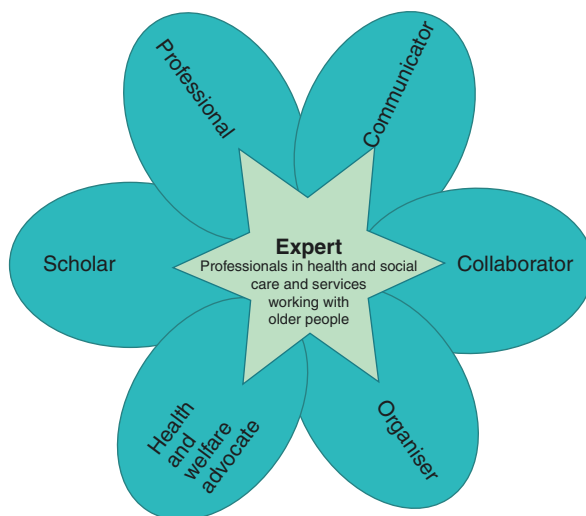 Professional
Communicator
Scholar
Expert
Professionals in health and social
care and services
working with
older people
Collaborator
Health
and
welfare
advocate
Organiser